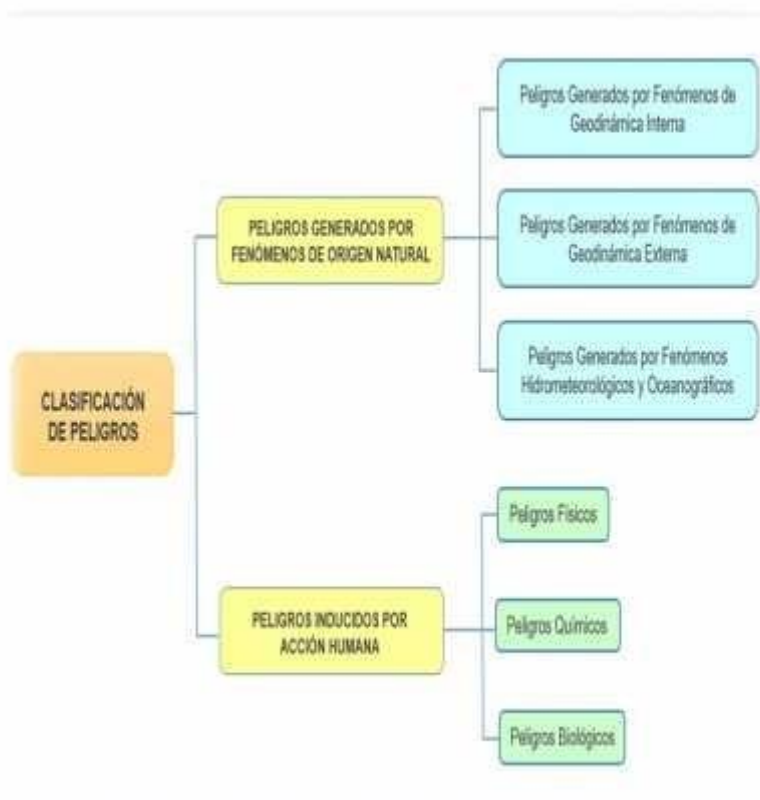 Peligros Generados por Fenómenos de
Geodinámica Interna
PELIGROS GENERADOS POR
FENÓMENOS DE ORIGEN NATURAL
Peligros Generados por Fenómenos de
Geodinámica Externa
Peligros Generados por Fenómenos
Hidrometeorológicos y Oceanográficos
CLASIFICACIÓN
DE PELIGROS
Peligros Físicos
PELIGROS INDUCIDOS POR
ACCIÓN HUMANA
Peligros Químicos
Peligros Biológicos